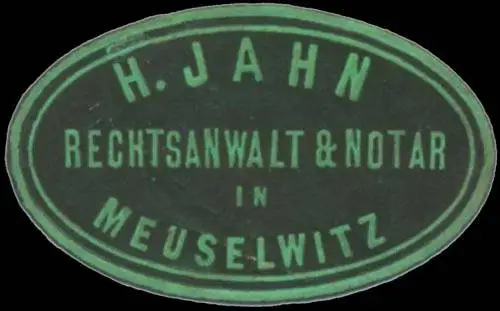 H. JAHN
RECHTSANWALT & NOTAR
IN
MEUSELWITZ